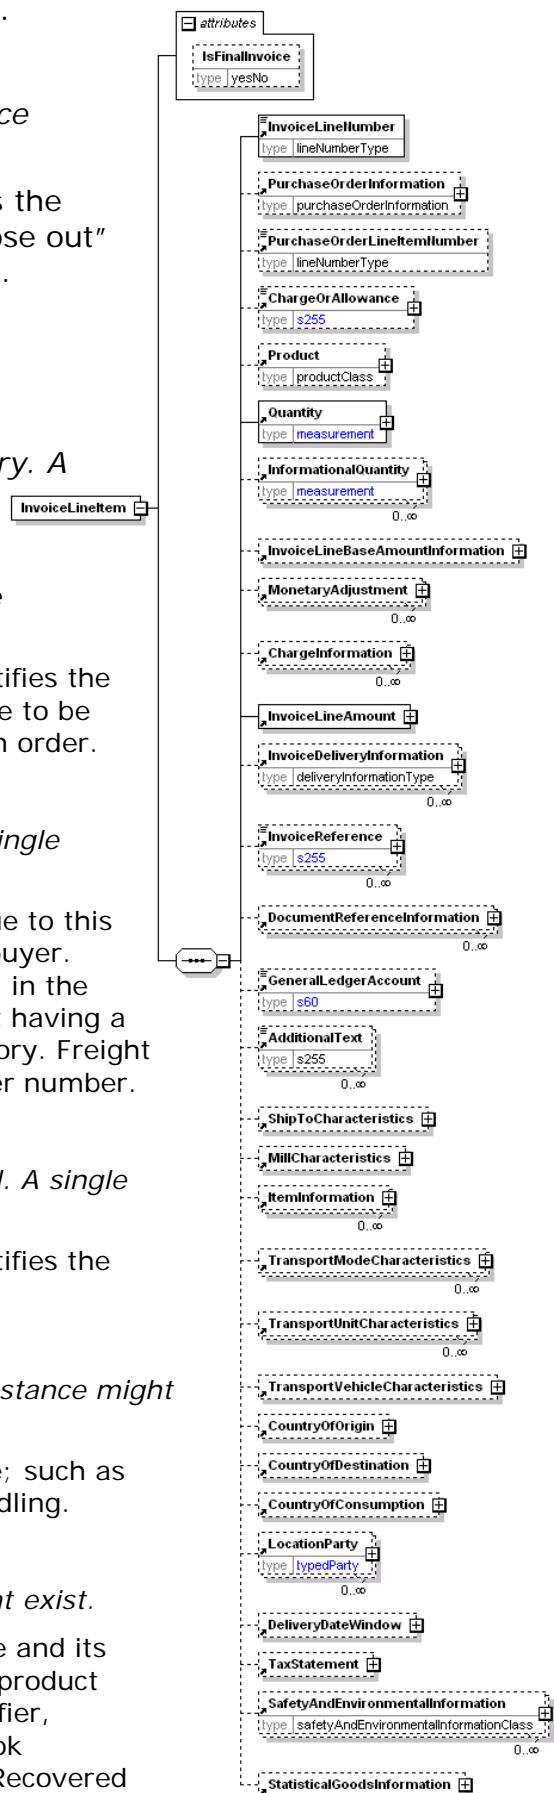 .
ce
s the
ose out”
.
ry. A
e
tifies the
e to be
n order.
ingle
ue to this
buyer.
in the
t having a
ory. Freight
er number.
l. A single
tifies the
stance might
e; such as
dling.
nt exist.
e and its
product
fier,
ok
Recovered
attributes
IsFinalInvoice
type yesNo
InvoiceLineItem
InvoiceLineNumber
type lineNumberType
PurchaseOrderInformation
type purchaseOrderInformation
PurchaseOrderLineItemNumber
type lineNumberType
ChargeOrAllowance
type s255
Product
type productClass
Quantity
type measurement
InformationalQuantity
type measurement
0..∞
InvoiceLineBaseAmountInformation
MonetaryAdjustment
0..∞
ChargeInformation
0..∞
InvoiceLineAmount
InvoiceDeliveryInformation
type deliveryInformationType
0..∞
InvoiceReference
type s255
0..∞
DocumentReferenceInformation
0..∞
GeneralLedgerAccount
type s60
AdditionalText
type s255
0..∞
ShipToCharacteristics
MillCharacteristics
ItemInformation
0..∞
TransportModeCharacteristics
0..∞
TransportUnitCharacteristics
0..∞
TransportVehicleCharacteristics
CountryOfOrigin
CountryOfDestination
CountryOfConsumption
LocationParty
type typedParty
0..∞
DeliveryDateWindow
TaxStatement
SafetyAndEnvironmentalInformation
type safetyAndEnvironmentalInformationClass
0..∞
StatisticalGoodsInformation